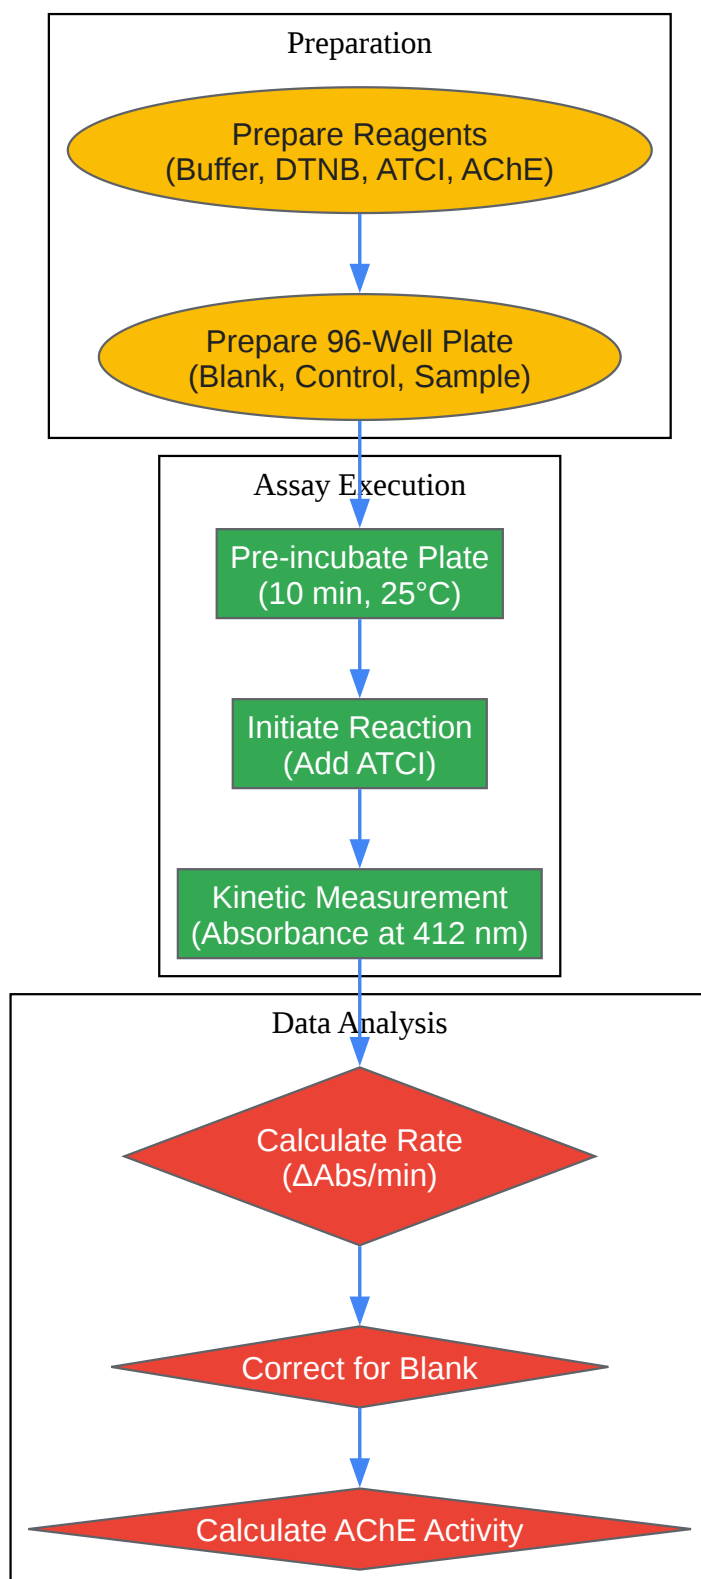 Preparation
Prepare Reagents
(Buffer, DTNB, ATCI, AChE)
Prepare 96-Well Plate
(Blank, Control, Sample)
Assay Execution
Pre-incubate Plate
(10 min, 25°C)
Initiate Reaction
(Add ATCI)
Kinetic Measurement
(Absorbance at 412 nm)
Data Analysis
Calculate Rate
(ΔAbs/min)
Correct for Blank
Calculate AChE Activity